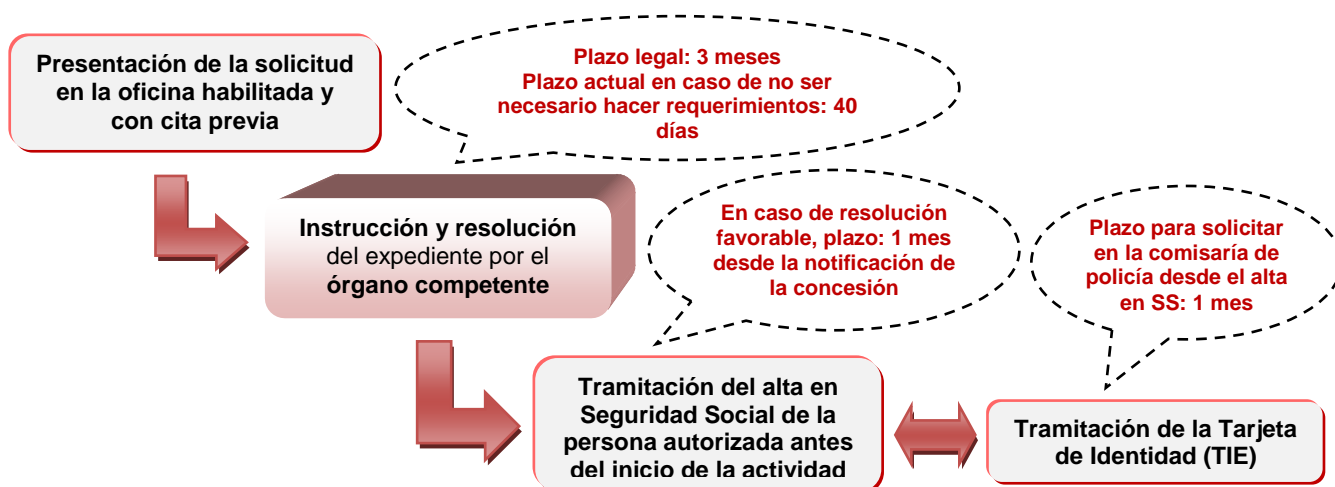 Presentación de la solicitud
en la oficina habilitada y
con cita previa
Plazo legal: 3 meses
Plazo actual en caso de no ser
necesario hacer requerimientos: 40
días
Instrucción y resolución
del expediente por el
órgano competente
En caso de resolución
favorable, plazo: 1 mes
desde la notificación de
la concesión
Plazo para solicitar
en la comisaría de
policía desde el alta
en SS: 1 mes
Tramitación del alta en
Seguridad Social de la
persona autorizada antes
del inicio de la actividad
Tramitación de la Tarjeta
de Identidad (TIE)